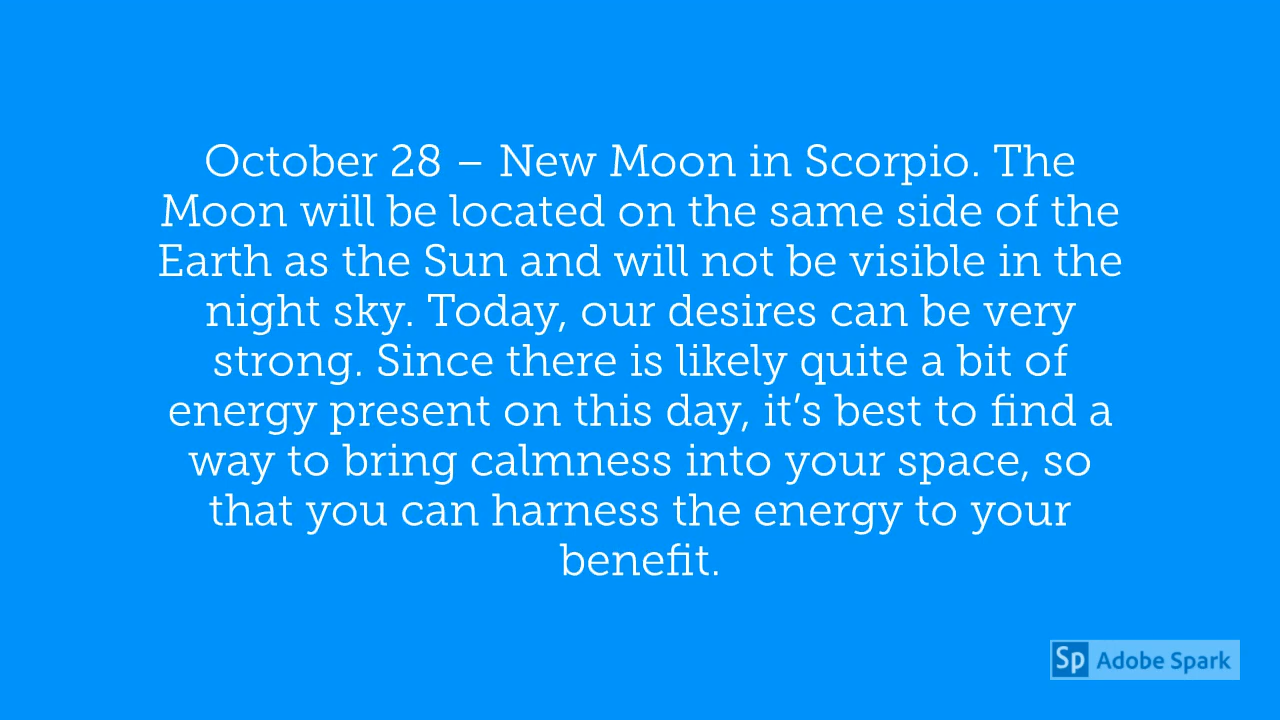 October 28 – New Moon in Scorpio. The
Moon will be located on the same side of the
Earth as the Sun and will not be visible in the
night sky. Today, our desires can be very
strong. Since there is likely quite a bit of
energy present on this day, it’s best to find a
way to bring calmness into your space, so
that you can harness the energy to your
benefit.
Sp Adobe Spark